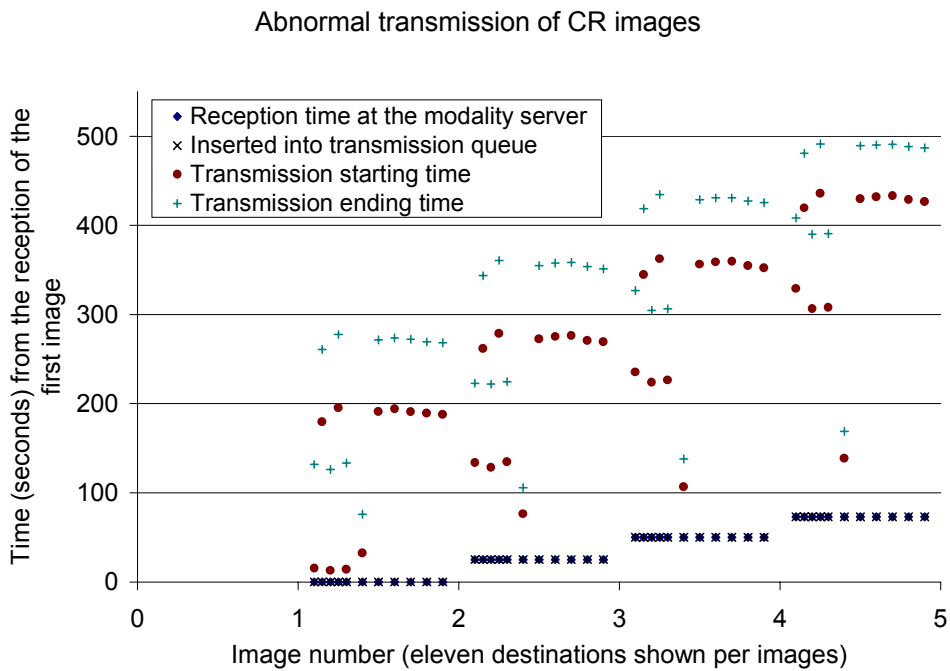 Abnormal transmission of CR images
Reception time at the modality server
Inserted into transmission queue
Transmission starting time
Transmission ending time
Time (seconds) from the reception of the
first image
500
400
300
200
100
0
0 1 2 3 4 5
Image number (eleven destinations shown per images)